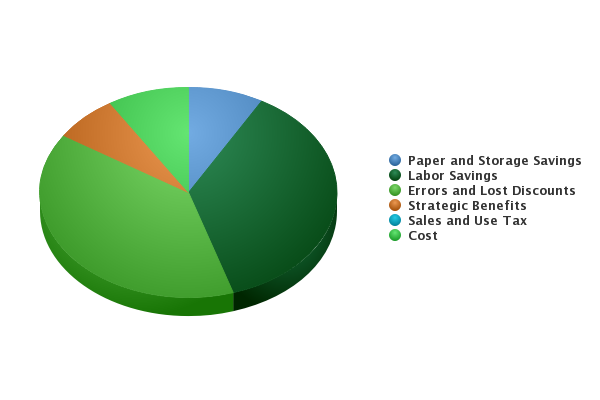 Paper and Storage Savings
Labor Savings
Errors and Lost Discounts
Strategic Benefits
Sales and Use Tax
Cost